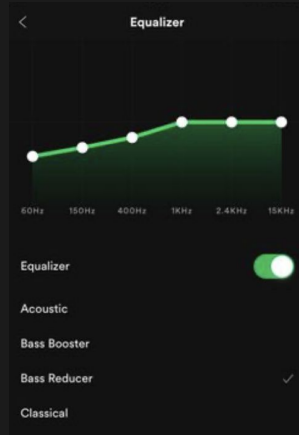 Equalizer
60Hz 150Hz 400Hz 1KHz 2.4KHz 15KHz
Equalizer
Acoustic
Bass Booster
Bass Reducer
Classical